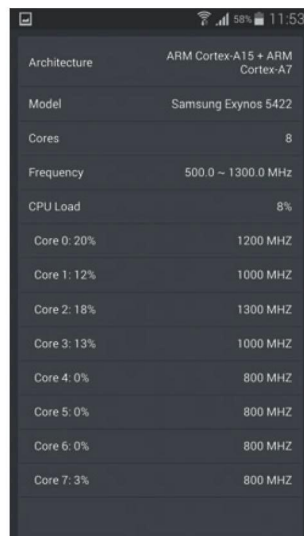 58% 11:53
Architecture ARM Cortex-A15 + ARM
Cortex-A7
Model Samsung Exynos 5422
Cores 8
Frequency 500.0 ~ 1300.0 MHz
CPU Load 8%
Core 0: 20% 1200 MHZ
Core 1: 12% 1000 MHZ
Core 2: 18% 1300 MHZ
Core 3: 13% 1000 MHZ
Core 4: 0% 800 MHZ
Core 5: 0% 800 MHZ
Core 6: 0% 800 MHZ
Core 7: 3% 800 MHZ